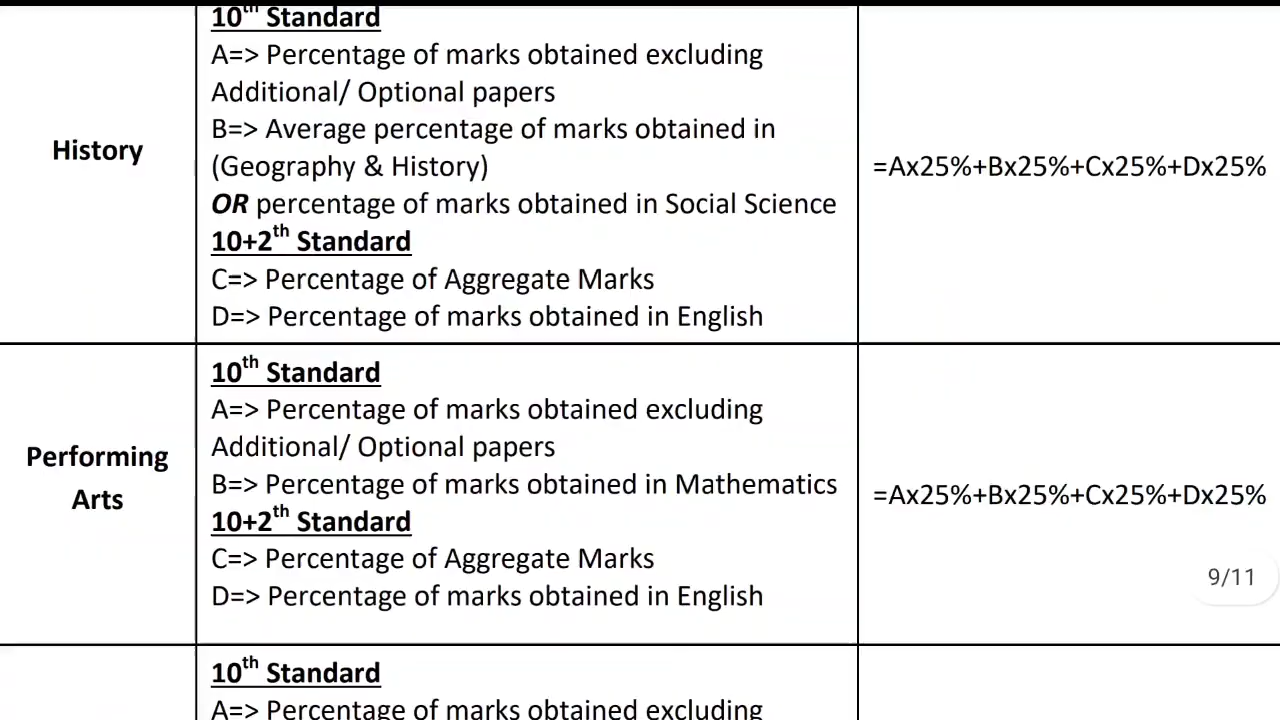 10th Standard
A=> Percentage of marks obtained excluding
Additional/ Optional papers
B=> Average percentage of marks obtained in
(Geography & History)
OR percentage of marks obtained in Social Science
10+2th Standard
C=> Percentage of Aggregate Marks
D=> Percentage of marks obtained in English
History
=Ax25%+Bx25%+Cx25%+Dx25%
10th Standard
A=> Percentage of marks obtained excluding
Additional/ Optional papers
B=> Percentage of marks obtained in Mathematics
10+2th Standard
C=> Percentage of Aggregate Marks
D=> Percentage of marks obtained in English
Performing
Arts
=Ax25%+Bx25%+Cx25%+Dx25%
9/11
10th Standard
A=> Percentage of marks obtained excluding